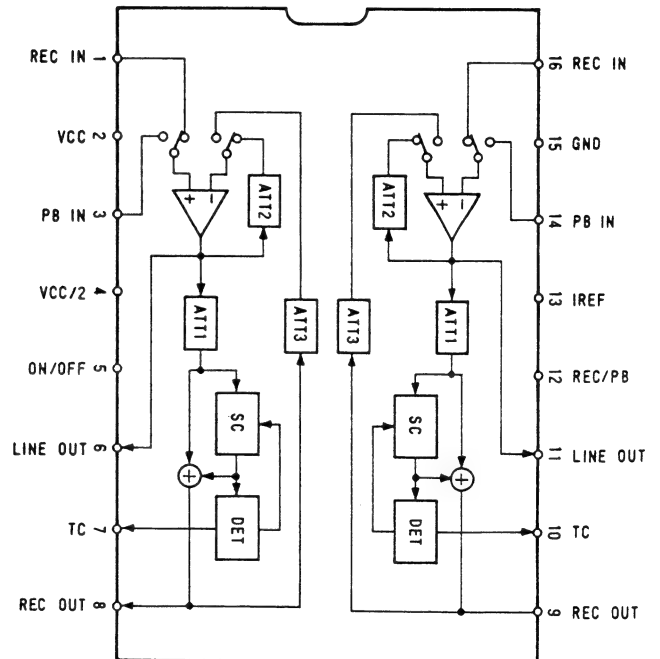 REC IN 1
VCC 2
PB IN 3
VCC/2 4
ON/OFF 5
LINE OUT 6
TC 7
REC OUT 8
+ −
ATT2
ATT1
ATT3
SC
+
DET
16 REC IN
15 GND
14 PB IN
13 IREF
12 REC/PB
11 LINE OUT
10 TC
9 REC OUT
ATT2
+ −
ATT3
ATT1
SC
+
DET